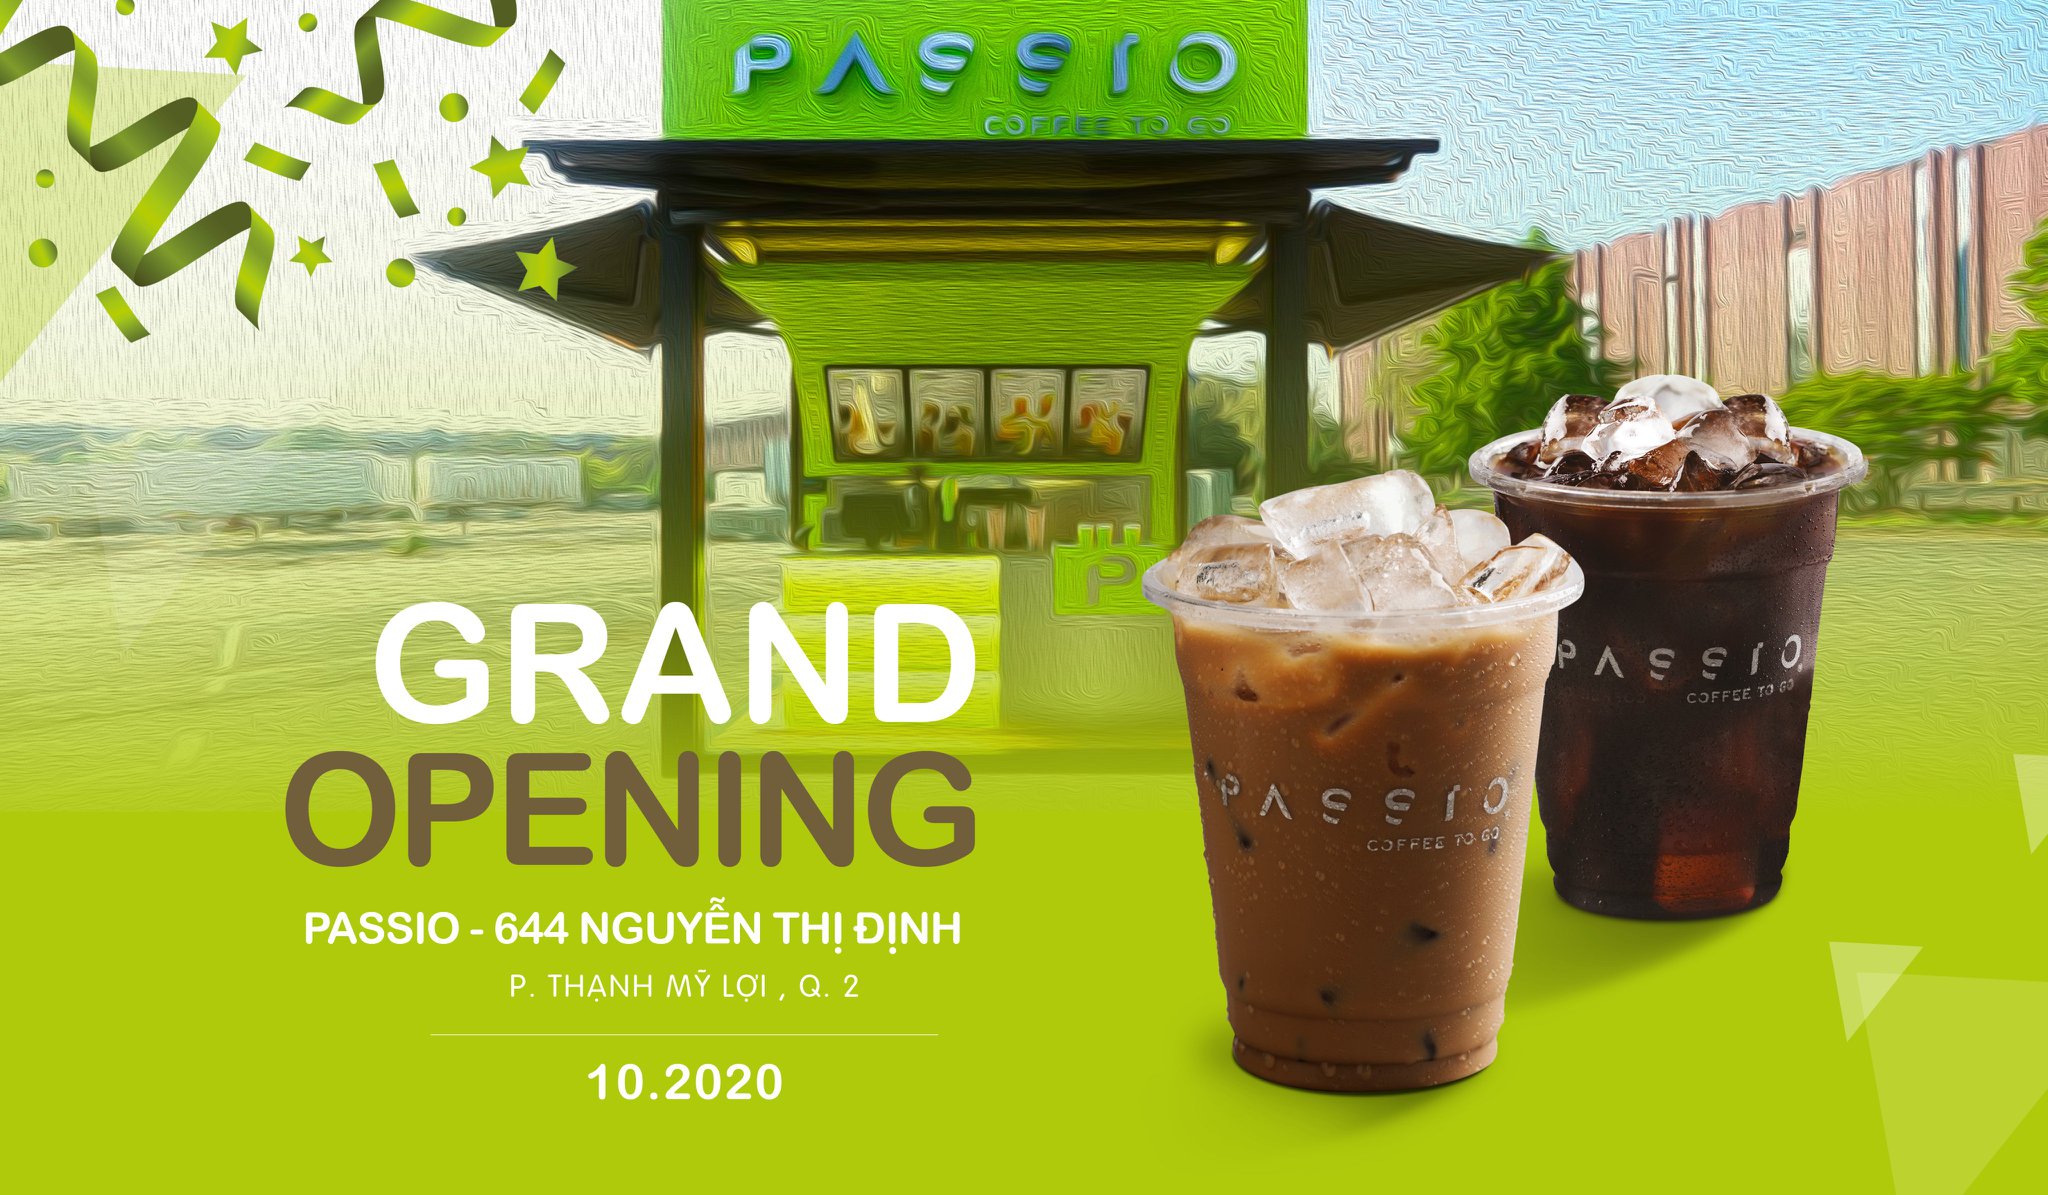 PASSIO
COFFEE TO GO
P
PASSIO
COFFEE TO GO
PASSIO
COFFEE TO GO
GRAND
OPENING
PASSIO - 644 NGUYỄN THỊ ĐỊNH
P. THẠNH MỸ LỢI , Q. 2
10.2020